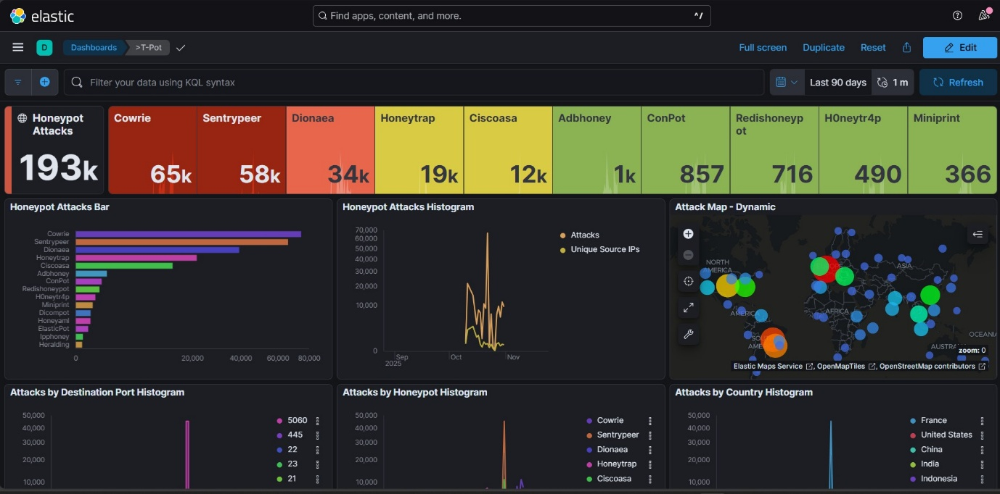 elastic
Find apps, content, and more.
^/
D
Dashboards
>T-Pot
Full screen
Duplicate
Reset
Edit
Filter your data using KQL syntax
Last 90 days
1 m
Refresh
Honeypot
Attacks
193k
Cowrie
65k
Sentrypeer
58k
Dionaea
34k
Honeytrap
19k
Ciscoasa
12k
Adbhoney
1k
ConPot
857
Redishoneyp
ot
716
H0neytr4p
490
Miniprint
366
Honeypot Attacks Bar
Cowrie
Sentrypeer
Dionaea
Honeytrap
Ciscoasa
Adbhoney
ConPot
Redishoneypot
H0neytr4p
Miniprint
Dicompot
Honeyaml
ElasticPot
Ipphoney
Heralding
0
20,000
40,000
60,000
80,000
Honeypot Attacks Histogram
70,000
60,000
50,000
40,000
30,000
20,000
10,000
0
Sep
2025
Oct
Nov
Attacks
Unique Source IPs
Attack Map - Dynamic
NORTH
AMERICA
ASIA
AFRICA
AMERICA
SO
AME
OCEANI
AUSTRA
zoom: 0
Elastic Maps Service , OpenMapTiles , OpenStreetMap contributors
Attacks by Destination Port Histogram
50,000
40,000
30,000
20,000
10,000
5060
445
22
23
21
Attacks by Honeypot Histogram
50,000
40,000
30,000
20,000
10,000
Cowrie
Sentrypeer
Dionaea
Honeytrap
Ciscoasa
Attacks by Country Histogram
50,000
40,000
30,000
20,000
10,000
France
United States
China
India
Indonesia